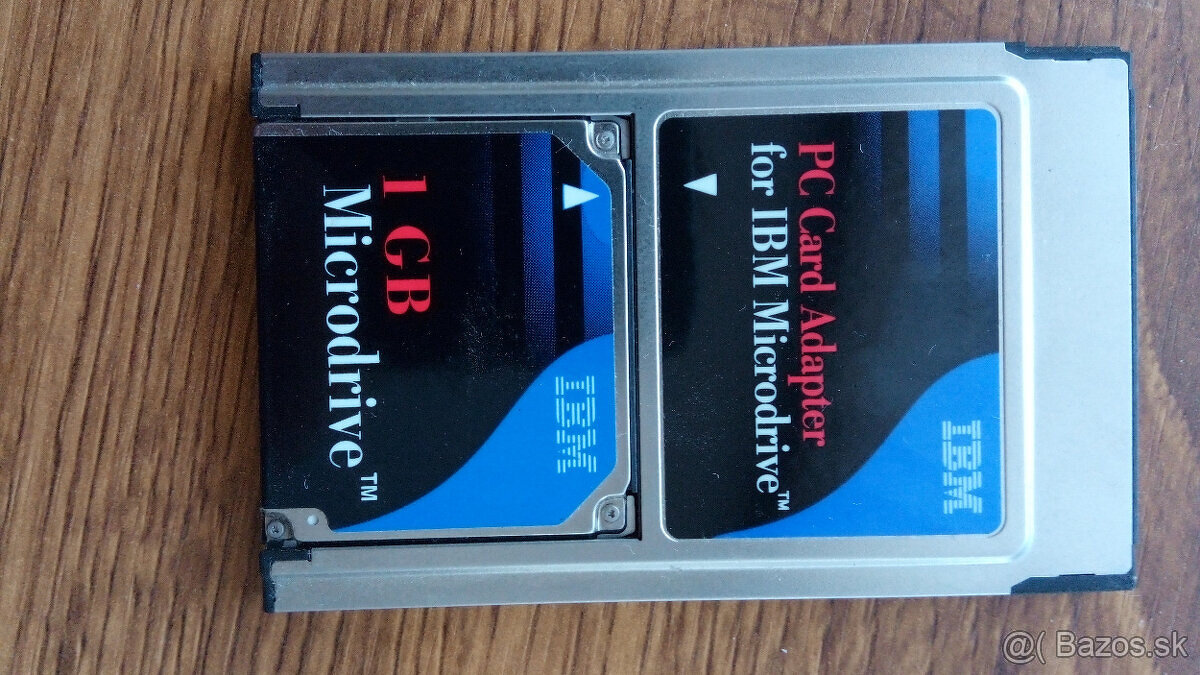 IBM
PC Card Adapter
for IBM Microdrive™
IBM
1 GB
Microdrive™
@( Bazos.sk